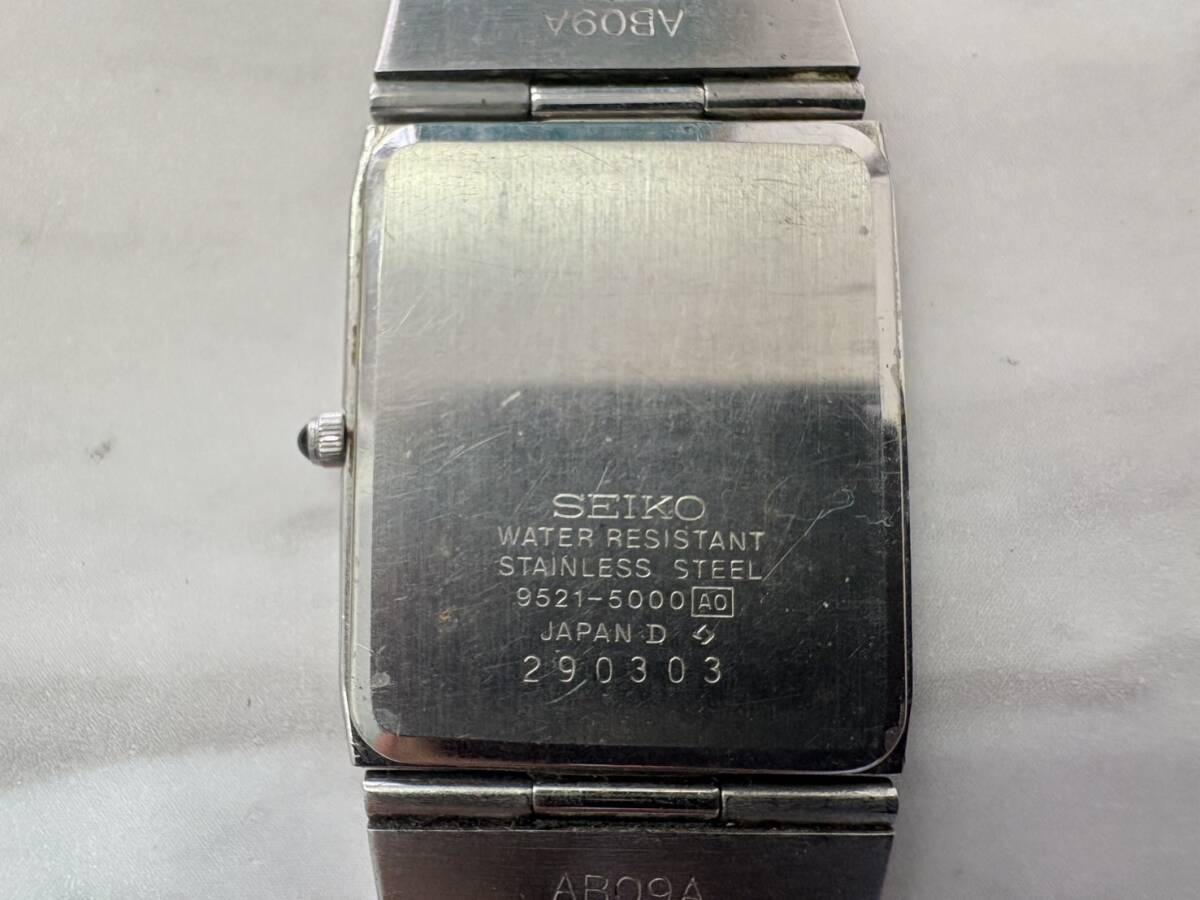 AB09A
SEIKO
WATER RESISTANT
STAINLESS STEEL
9521-5000 A0
JAPAN D
290303
AB09A